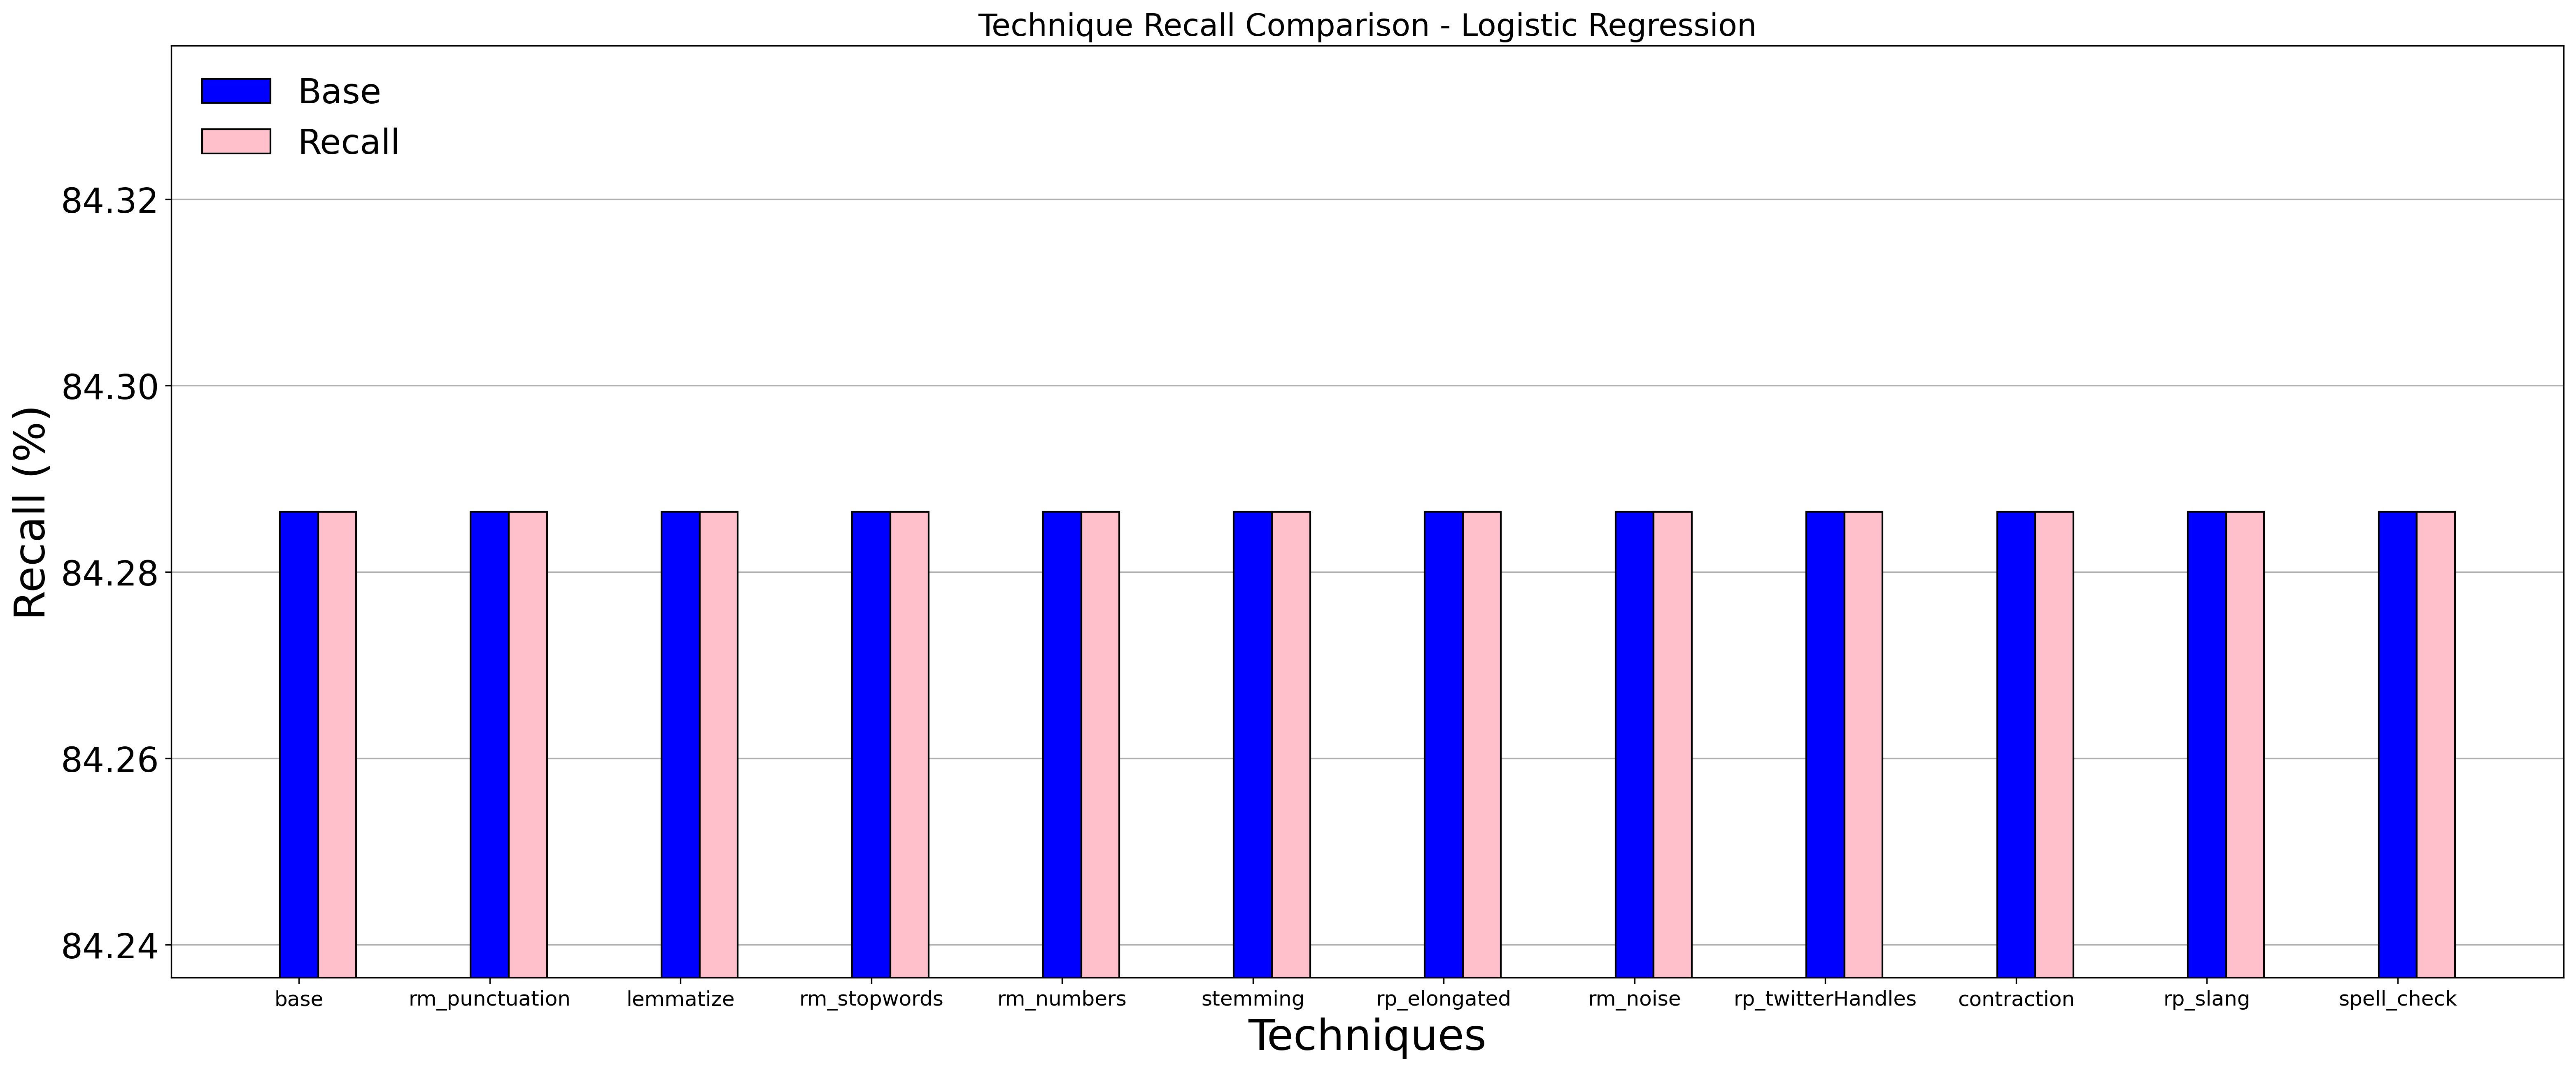 Technique Recall Comparison - Logistic Regression
Base
Recall
84.32
84.30
84.28
84.26
84.24
Recall (%)
base rm_punctuation lemmatize rm_stopwords rm_numbers stemming rp_elongated rm_noise rp_twitterHandles contraction rp_slang spell_check
Techniques